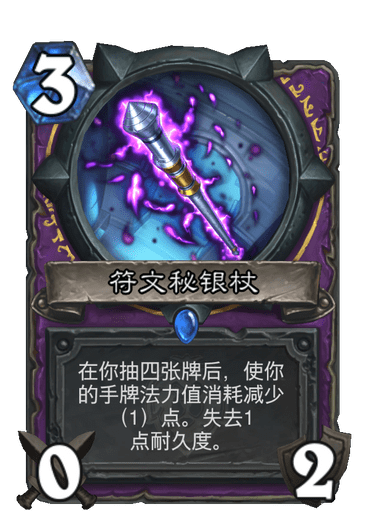 3
符文秘银杖
在你抽四张牌后，使你
的手牌法力值消耗减少
（1）点。失去1
点耐久度。
0
2